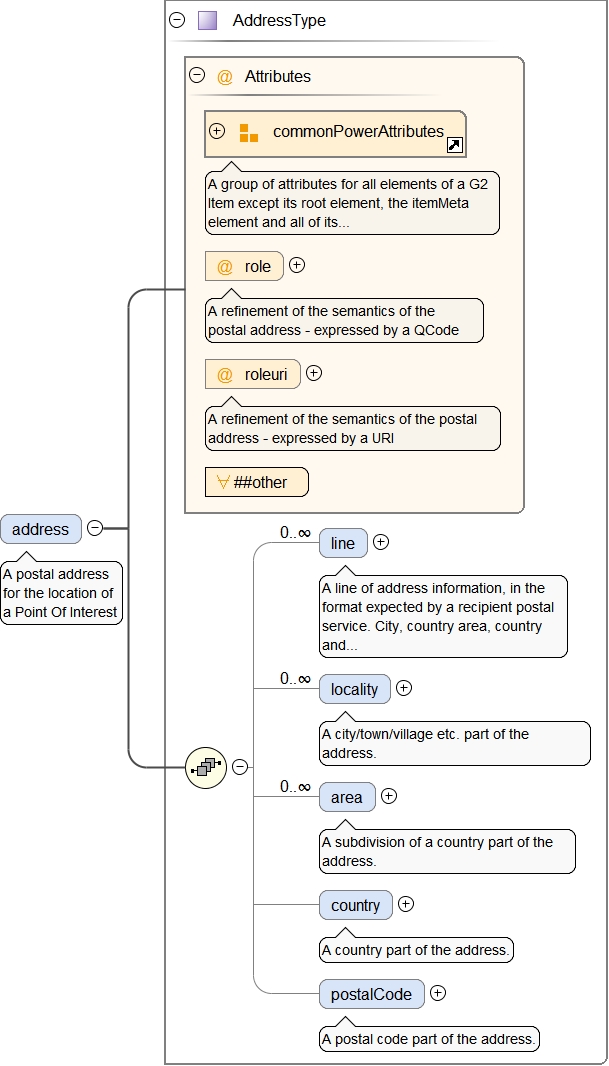 AddressType
@ Attributes
commonPowerAttributes
A group of attributes for all elements of a G2
Item except its root element, the itemMeta
element and all of its...
@ role
A refinement of the semantics of the
postal address - expressed by a QCode
@ roleuri
A refinement of the semantics of the postal
address - expressed by a URI
##other
address
A postal address
for the location of
a Point Of Interest
0..∞
line
A line of address information, in the
format expected by a recipient postal
service. City, country area, country
and...
0..∞
locality
A city/town/village etc. part of the
address.
0..∞
area
A subdivision of a country part of the
address.
country
A country part of the address.
postalCode
A postal code part of the address.